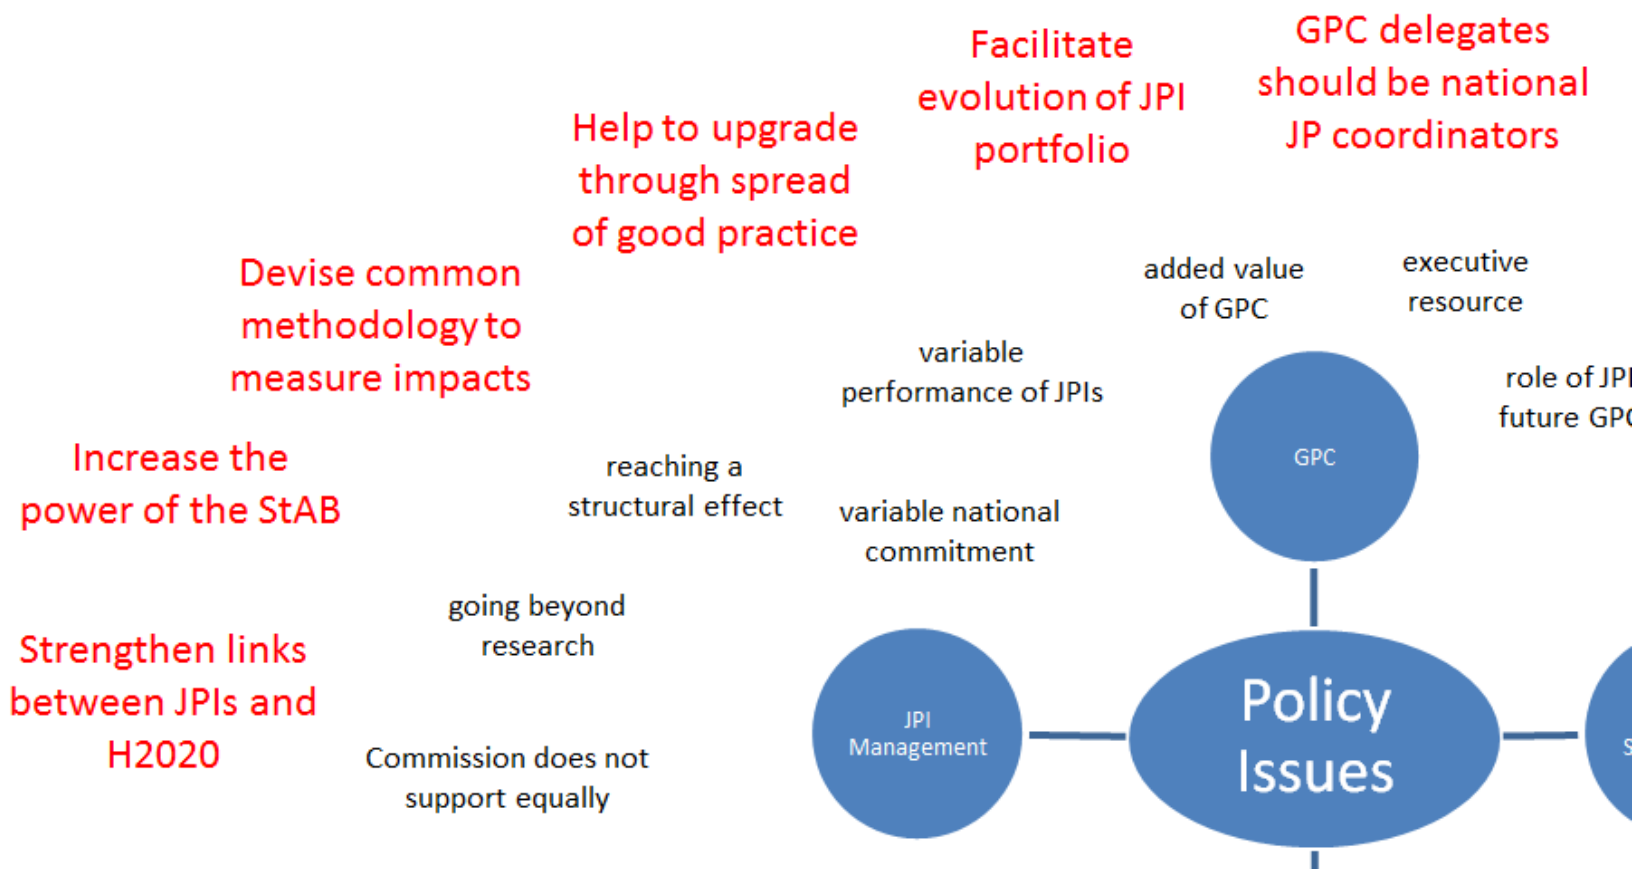 GPC delegates
should be national
JP coordinators
Facilitate
evolution of JPI
portfolio
Help to upgrade
through spread
of good practice
Devise common
methodology to
measure impacts
Increase the
power of the StAB
Strengthen links
between JPIs and
H2020
added value
of GPC
executive
resource
role of JPI
future GPC
variable
performance of JPIs
reaching a
structural effect
variable national
commitment
going beyond
research
Commission does not
support equally
GPC
JPI
Management
Policy
Issues